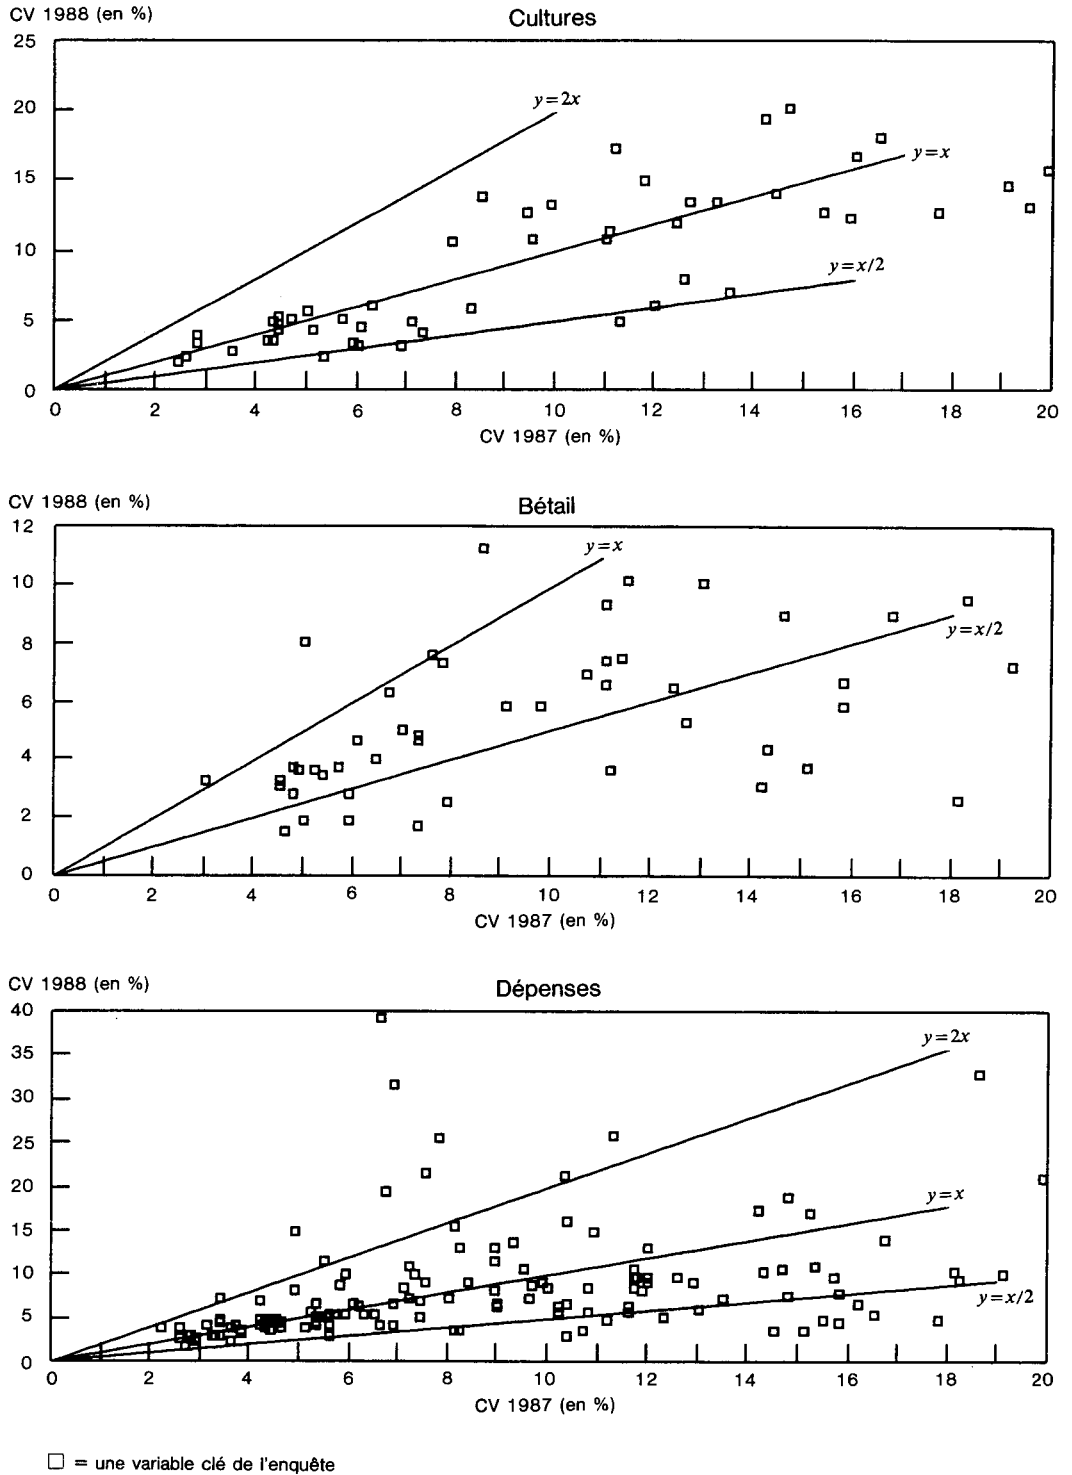 CV 1988 (en %)
Cultures
25
20
15
10
5
0
y=2x
y=x
y=x/2
0 2 4 6 8 10 12 14 16 18 20
CV 1987 (en %)
CV 1988 (en %)
Bétail
12
10
8
6
4
2
0
y=x
y=x/2
0 2 4 6 8 10 12 14 16 18 20
CV 1987 (en %)
CV 1988 (en %)
Dépenses
40
35
30
25
20
15
10
5
0
y=2x
y=x
y=x/2
0 2 4 6 8 10 12 14 16 18 20
CV 1987 (en %)
= une variable clé de l'enquête